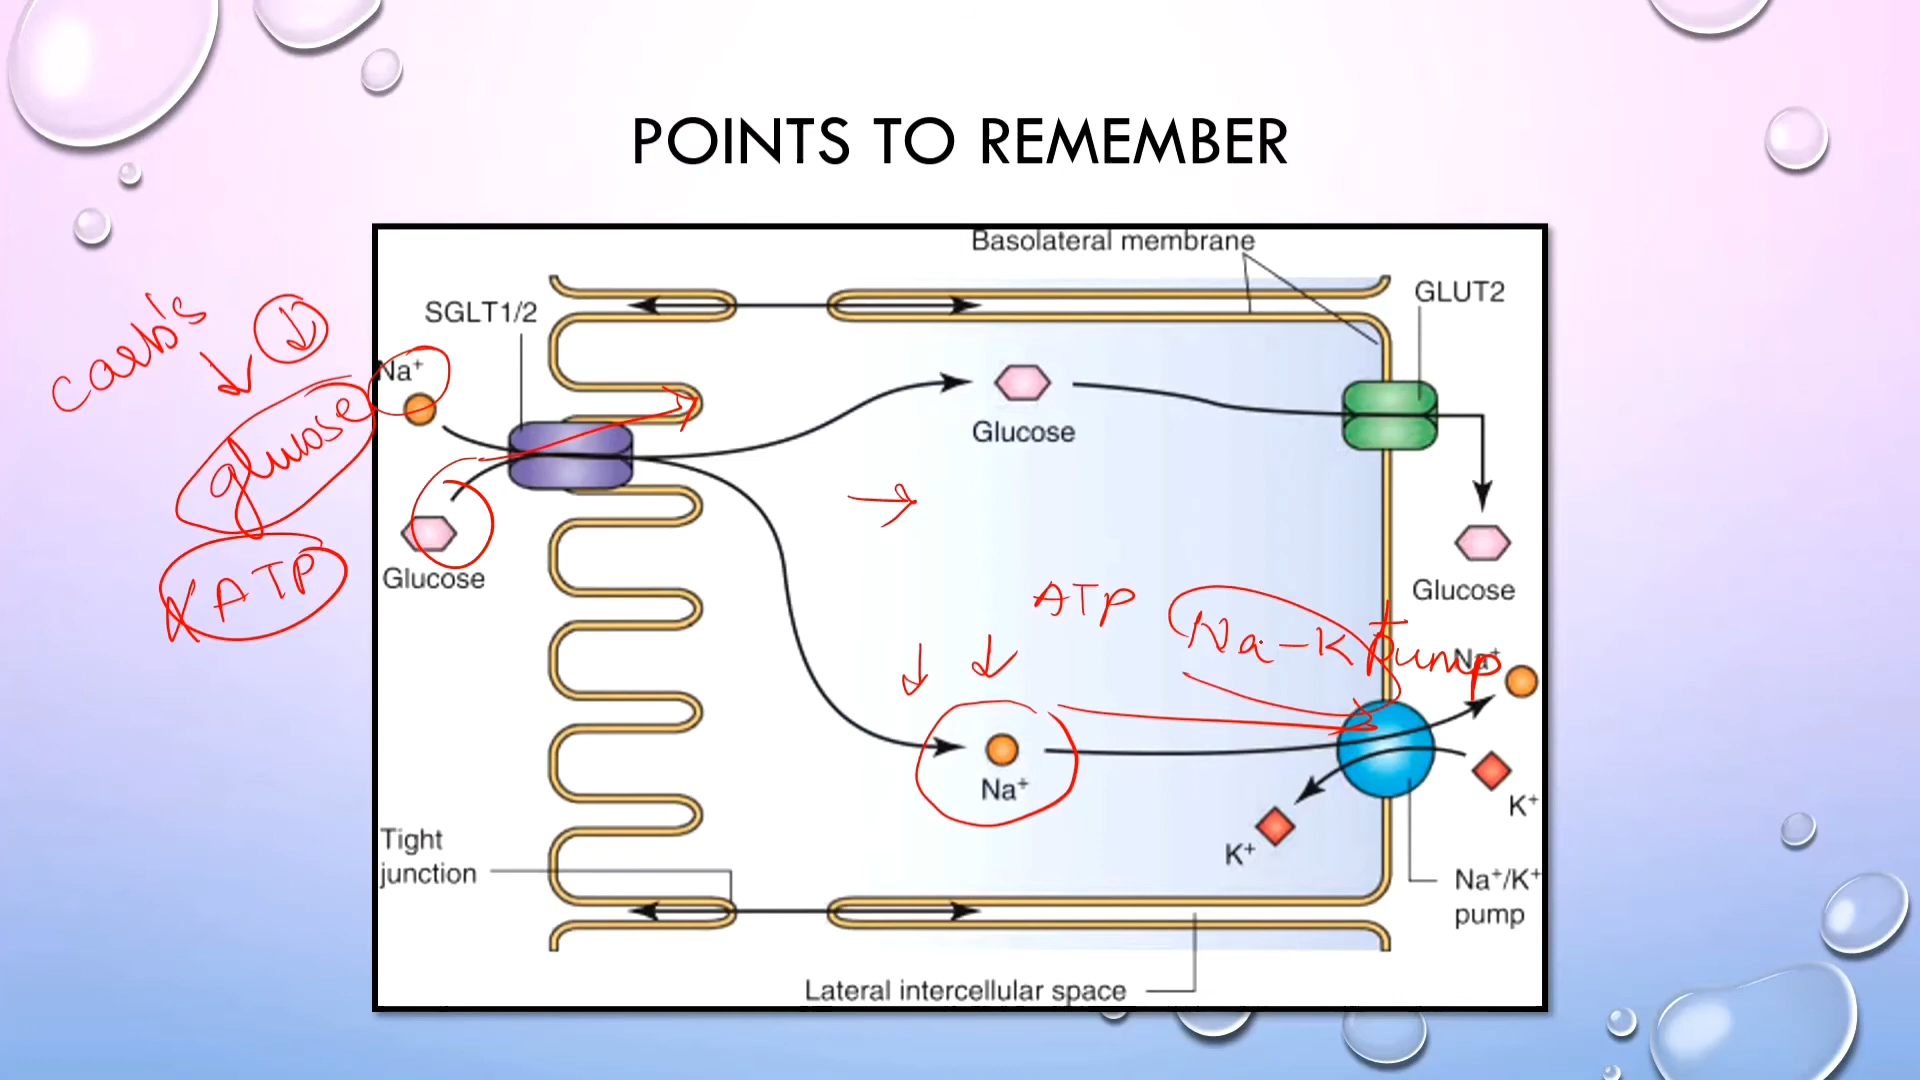 POINTS TO REMEMBER
Basolateral membrane
GLUT2
SGLT1/2
Carb's
Na+
glucose
Glucose
Glucose
KATP
Glucose
ATP
Na-K+
pump
Na+
Na+
K+
K+
Tight
junction
Na+/K+
pump
Lateral intercellular space